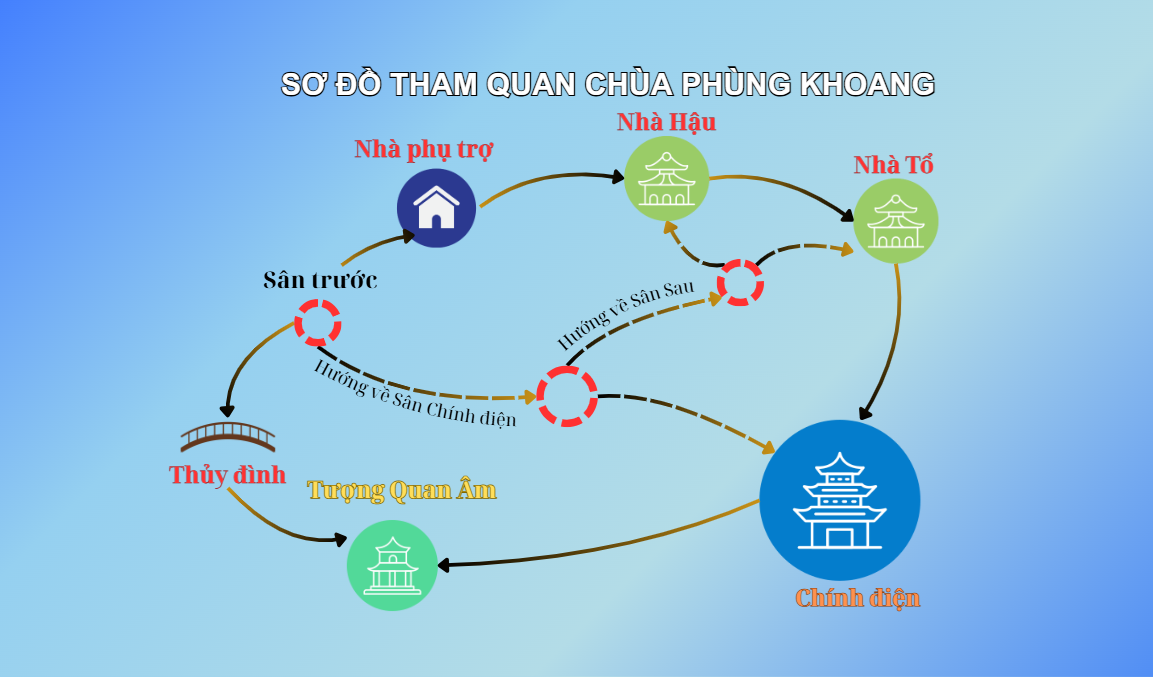 SƠ ĐỒ THAM QUAN CHÙA PHÙNG KHOANG
Nhà Hậu
Nhà phụ trợ
Nhà Tổ
Sân trước
Hướng về Sân Sau
Hướng về Sân Chính điện
Thủy đình
Tượng Quan Âm
Chính điện